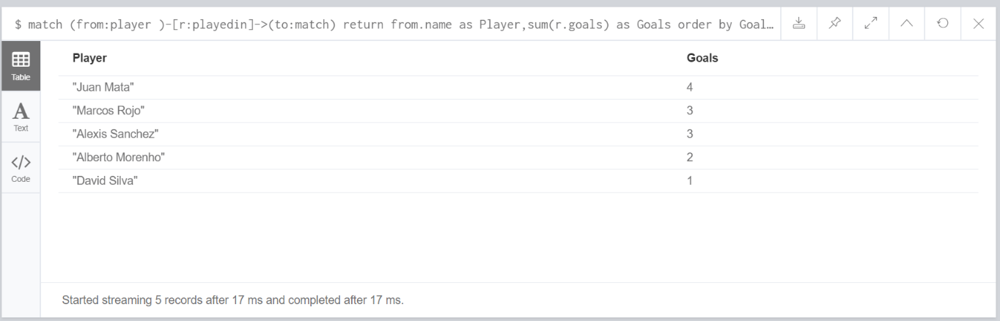 $ match (from:player )-[r:playedin]->(to:match) return from.name as Player,sum(r.goals) as Goals order by Goal…
Table
Player Goals
"Juan Mata" 4
"Marcos Rojo" 3
"Alexis Sanchez" 3
"Alberto Morenho" 2
"David Silva" 1
A
Text
</>
Code
Started streaming 5 records after 17 ms and completed after 17 ms.